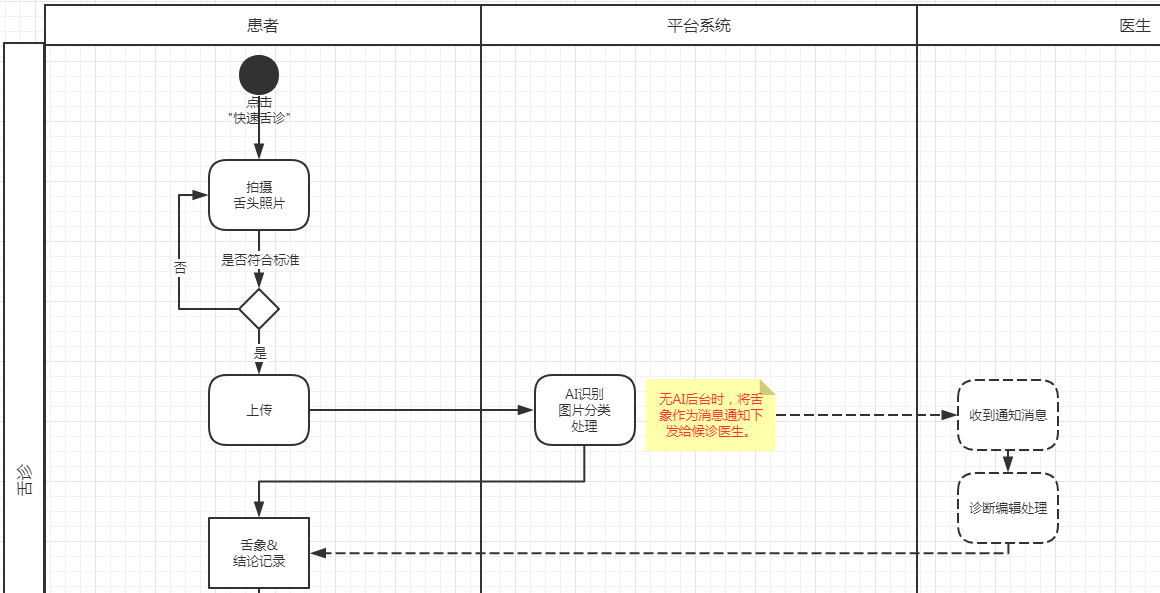 患者
平台系统
医生
点击
"快速舌诊"
拍摄
舌头照片
是否符合标准
否
是
上传
AI识别
图片分类
处理
无AI后台时，将舌
象作为消息通知下
发给候诊医生。
收到通知消息
舌诊
诊断编辑处理
舌象&
结论记录